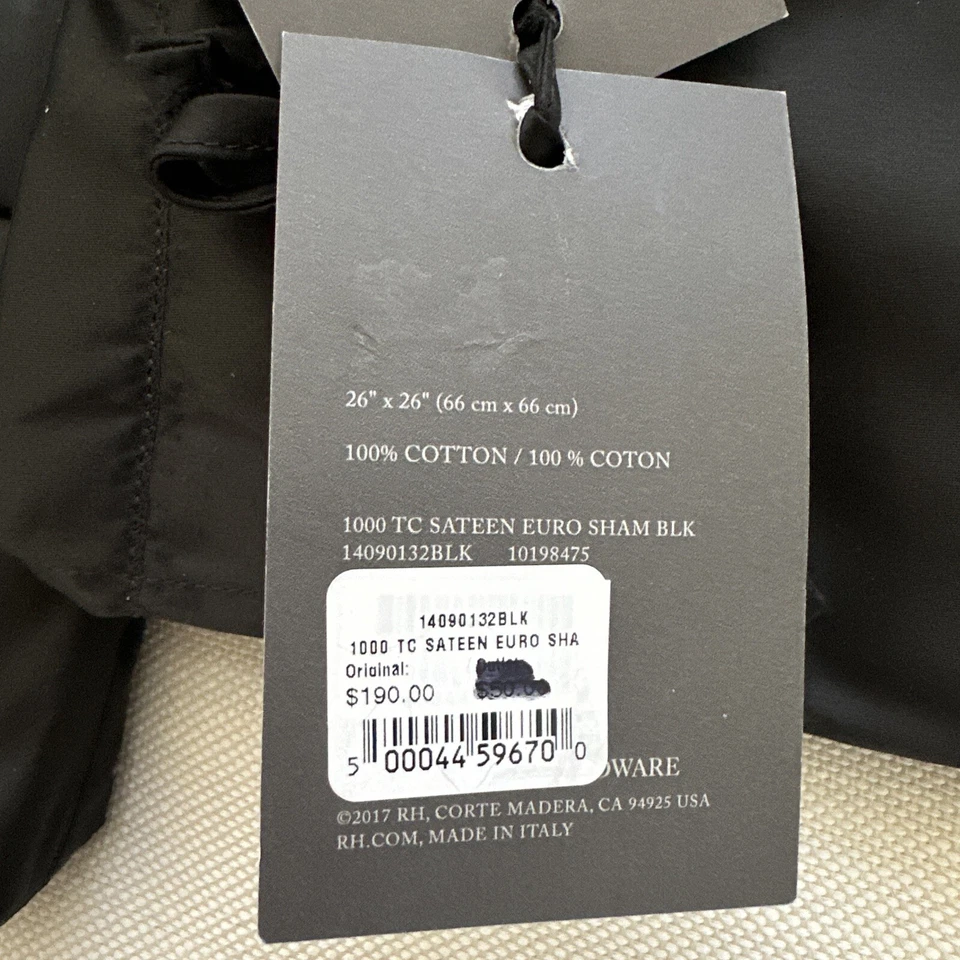 26" x 26" (66 cm x 66 cm)
100% COTTON / 100 % COTON
1000 TC SATEEN EURO SHAM BLK
14090132BLK 10198475
14090132BLK
1000 TC SATEEN EURO SHA
Original:
$190.00
5 00044 59670 0
DWARE
©2017 RH, CORTE MADERA, CA 94925 USA
RH.COM, MADE IN ITALY